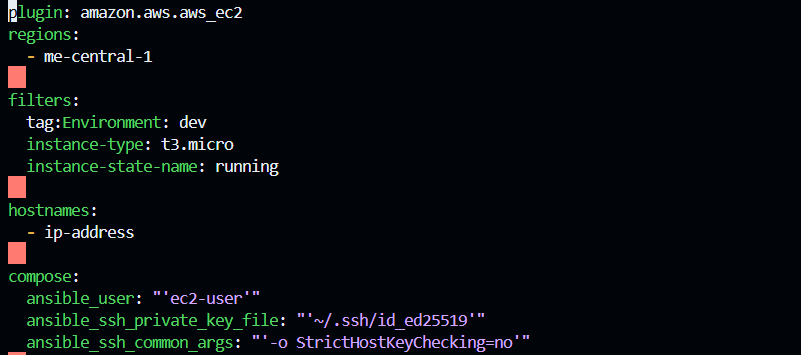 plugin: amazon.aws.aws_ec2
regions:
  - me-central-1
filters:
  tag:Environment: dev
  instance-type: t3.micro
  instance-state-name: running
hostnames:
  - ip-address
compose:
  ansible_user: "'ec2-user'"
  ansible_ssh_private_key_file: "'~/.ssh/id_ed25519'"
  ansible_ssh_common_args: "'-o StrictHostKeyChecking=no'"